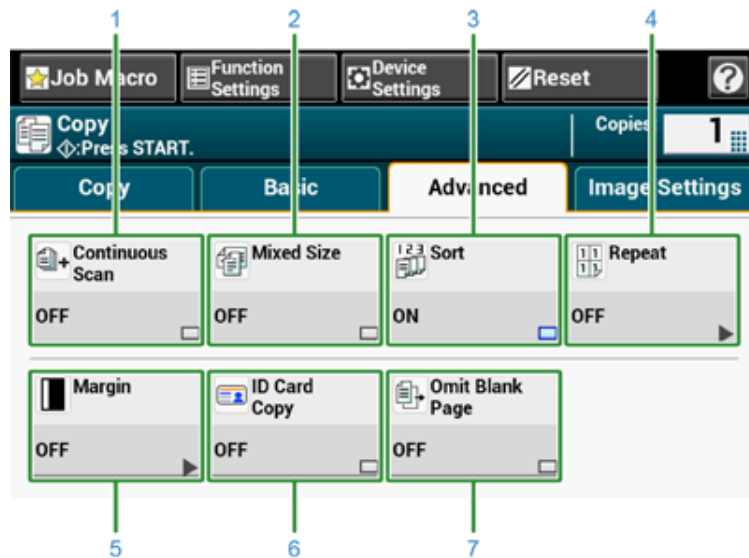 1 2 3 4
Job Macro Function Settings Device Settings Reset ?
Copy Copies 1
:Press START.
Copy Basic Advanced Image Settings
Continuous Scan Mixed Size 123 Sort 11 11 Repeat
OFF OFF ON OFF
Margin ID Card Copy Omit Blank Page
OFF OFF OFF
5 6 7